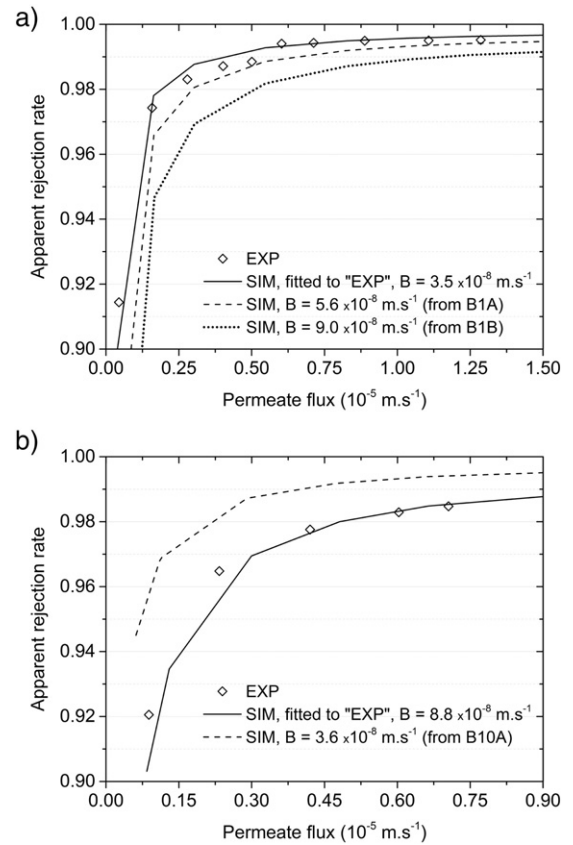 a)
1.00
0.98
0.96
0.94
0.92
0.90
Apparent rejection rate
EXP
SIM, fitted to "EXP", B = 3.5 x10⁻⁸ m.s⁻¹
SIM, B = 5.6 x10⁻⁸ m.s⁻¹ (from B1A)
SIM, B = 9.0 x10⁻⁸ m.s⁻¹ (from B1B)
0.00 0.25 0.50 0.75 1.00 1.25 1.50
Permeate flux (10⁻⁵ m.s⁻¹)
b)
1.00
0.98
0.96
0.94
0.92
0.90
Apparent rejection rate
EXP
SIM, fitted to "EXP", B = 8.8 x10⁻⁸ m.s⁻¹
SIM, B = 3.6 x10⁻⁸ m.s⁻¹ (from B10A)
0.00 0.15 0.30 0.45 0.60 0.75 0.90
Permeate flux (10⁻⁵ m.s⁻¹)